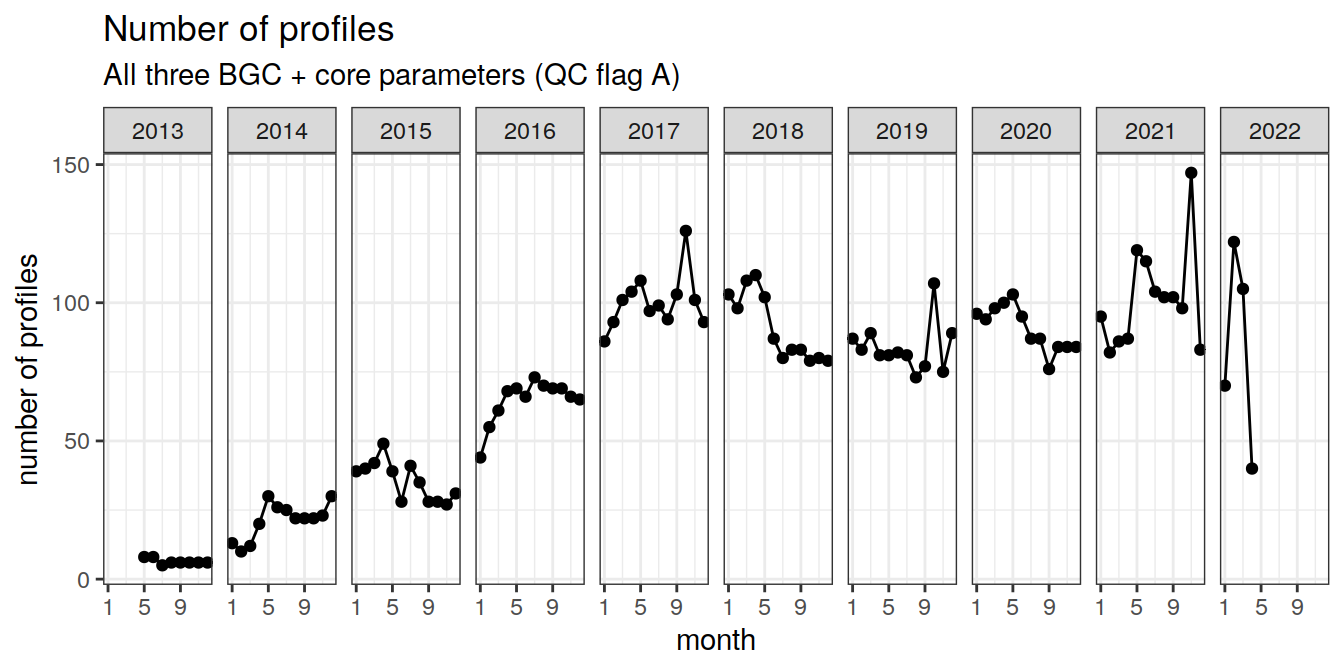 Number of profiles
All three BGC + core parameters (QC flag A)
2013 2014 2015 2016 2017 2018 2019 2020 2021 2022
150
100
50
0
number of profiles
1 5 9 1 5 9 1 5 9 1 5 9 1 5 9 1 5 9 1 5 9 1 5 9 1 5 9 1 5 9
month